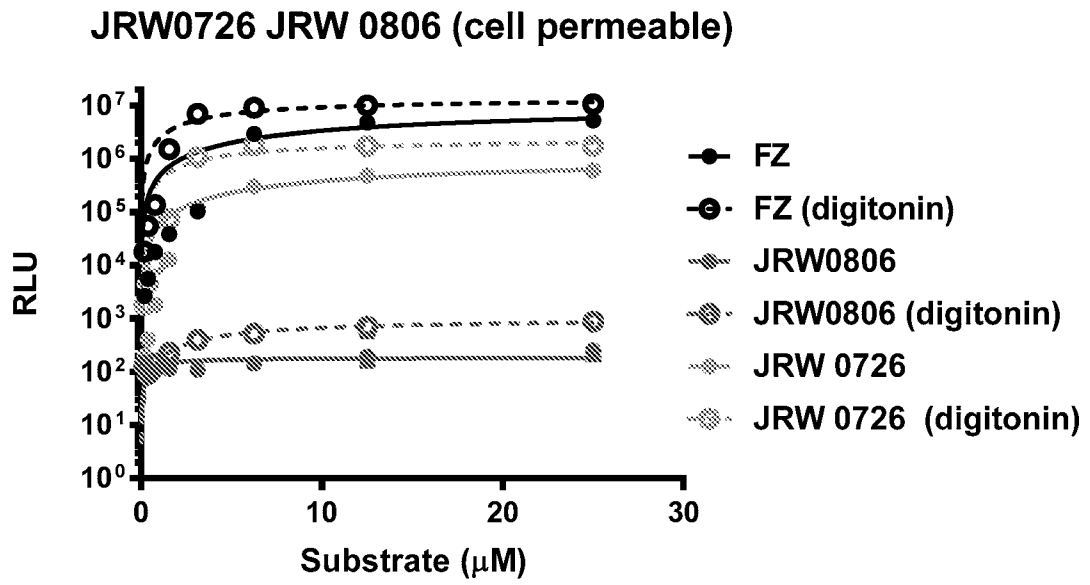 JRW0726 JRW 0806 (cell permeable)
10⁷
10⁶
10⁵
10⁴
10³
10²
10¹
10⁰
RLU
0 10 20 30
Substrate (μM)
FZ
FZ (digitonin)
JRW0806
JRW0806 (digitonin)
JRW 0726
JRW 0726 (digitonin)